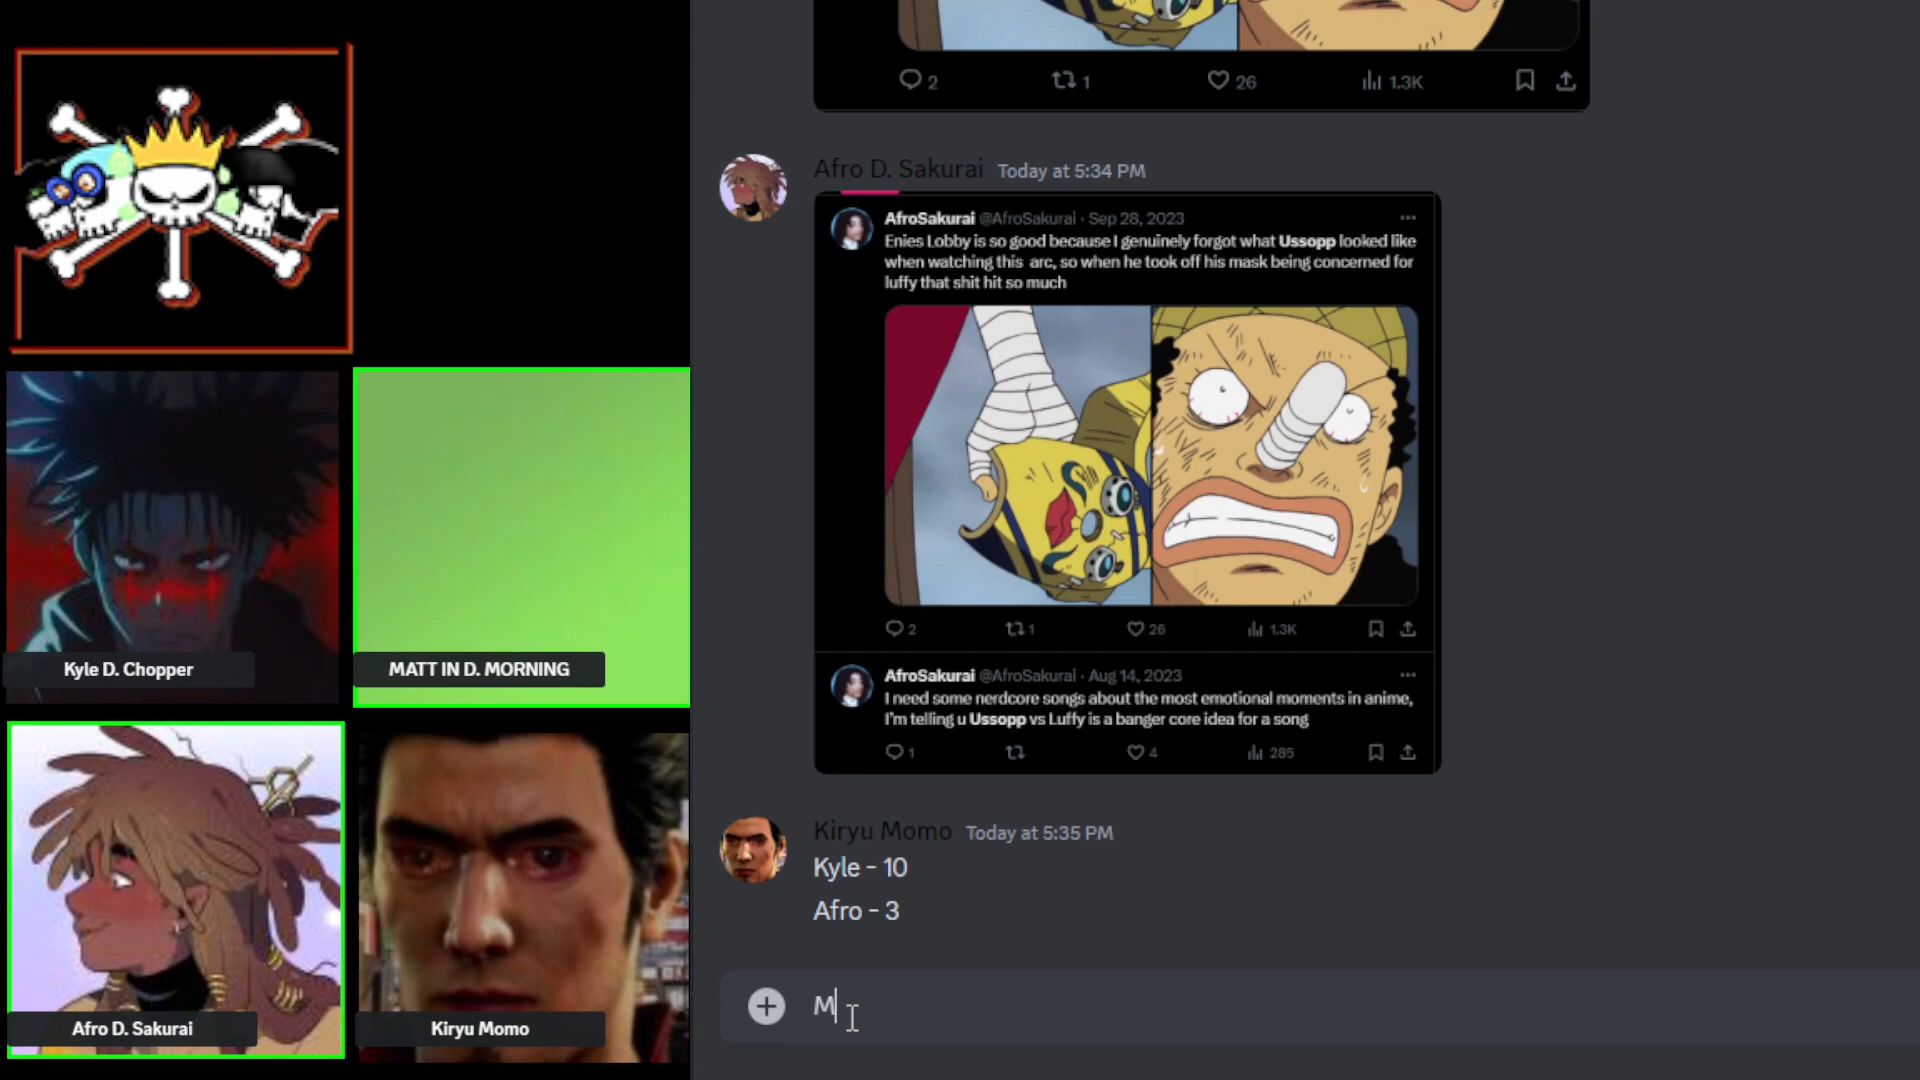 2
1
26
1.3K
Afro D. Sakurai Today at 5:34 PM
AfroSakurai @AfroSakurai · Sep 28, 2023
Enies Lobby is so good because I genuinely forgot what Ussopp looked like
when watching this arc, so when he took off his mask being concerned for
luffy that shit hit so much
2
1
26
1.3K
AfroSakurai @AfroSakurai · Aug 14, 2023
I need some nerdcore songs about the most emotional moments in anime,
I'm telling u Ussopp vs Luffy is a banger core idea for a song
1
4
285
Kiryu Momo Today at 5:35 PM
Kyle - 10
Afro - 3
M
Kyle D. Chopper
MATT IN D. MORNING
Afro D. Sakurai
Kiryu Momo